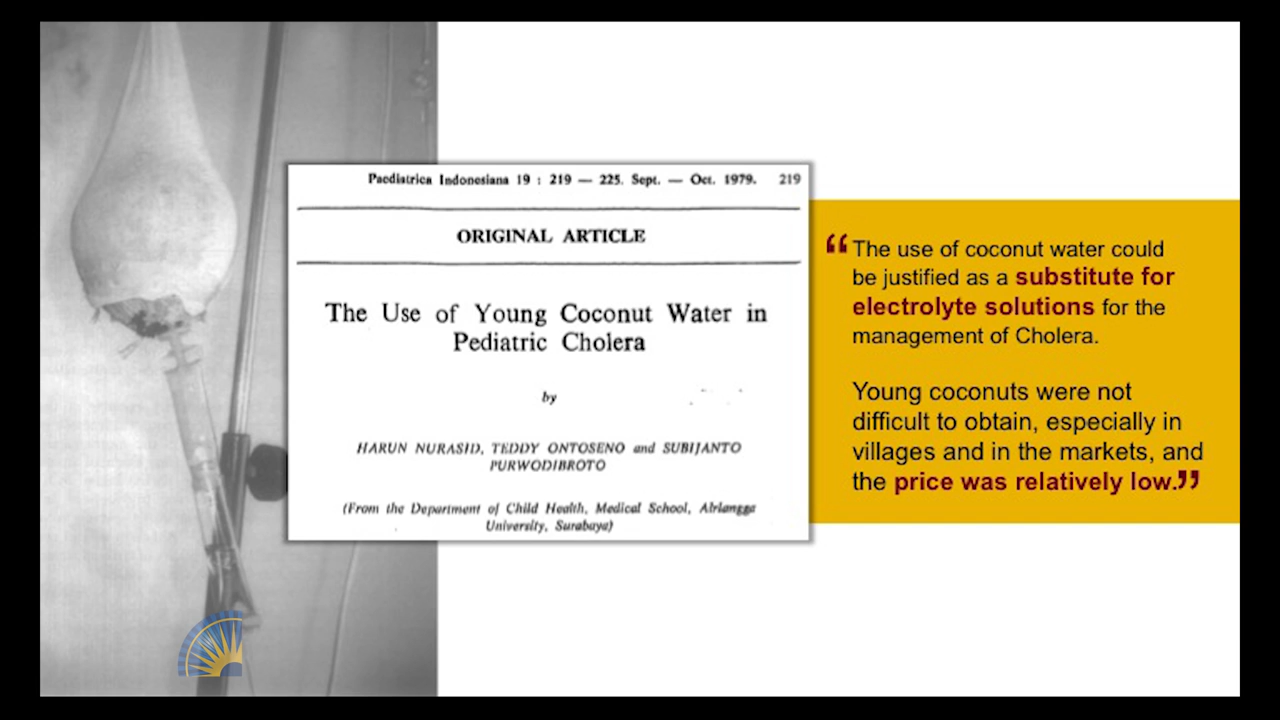 Paediatrica Indonesiana 19 : 219 — 225. Sept. — Oct. 1979. 219
ORIGINAL ARTICLE
The Use of Young Coconut Water in
Pediatric Cholera
by
HARUN NURASID, TEDDY ONTOSENO and SUBIJANTO
PURWODIBROTO
(From the Department of Child Health, Medical School, Airlangga
University, Surabaya)
“The use of coconut water could
be justified as a substitute for
electrolyte solutions for the
management of Cholera.
Young coconuts were not
difficult to obtain, especially in
villages and in the markets, and
the price was relatively low.”